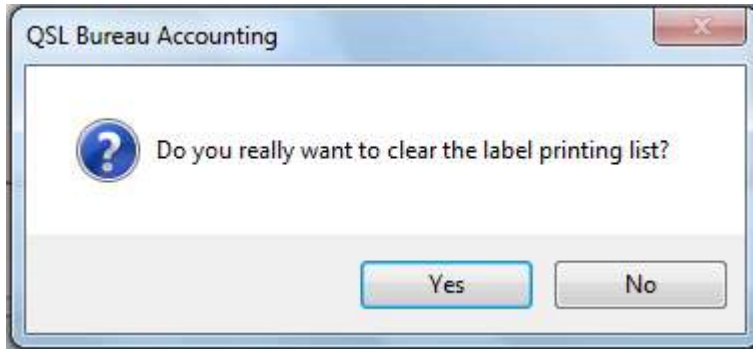 QSL Bureau Accounting
Do you really want to clear the label printing list?
Yes No